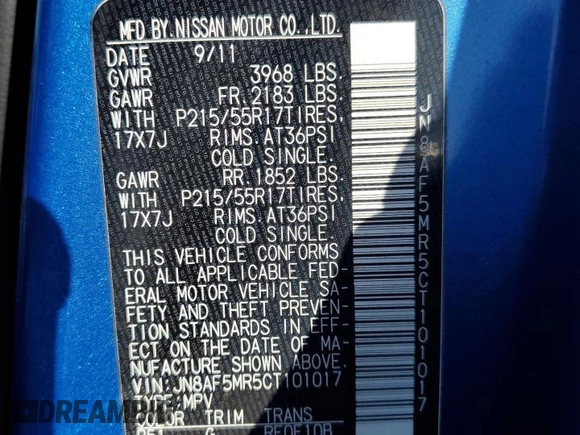 MFD BY NISSAN MOTOR CO.,LTD.
DATE 9/11
GVWR 3968 LBS.
GAWR FR. 2183 LBS.
WITH P215/55R17TIRES,
17X7J RIMS.AT36PSI
COLD SINGLE.
GAWR RR. 1852 LBS.
WITH P215/55R17TIRES,
17X7J RIMS.AT36PSI
COLD SINGLE.
THIS VEHICLE CONFORMS
TO ALL APPLICABLE FED-
ERAL MOTOR VEHICLE SA-
FETY AND THEFT PREVEN-
TION STANDARDS IN EFF-
ECT ON THE DATE OF MA-
NUFACTURE SHOWN ABOVE.
VIN:JN8AF5MR5CT101017
TYPE:MPV
COLOR TRIM TRANS
G RE0F10B
JN8AF5MR5CT101017